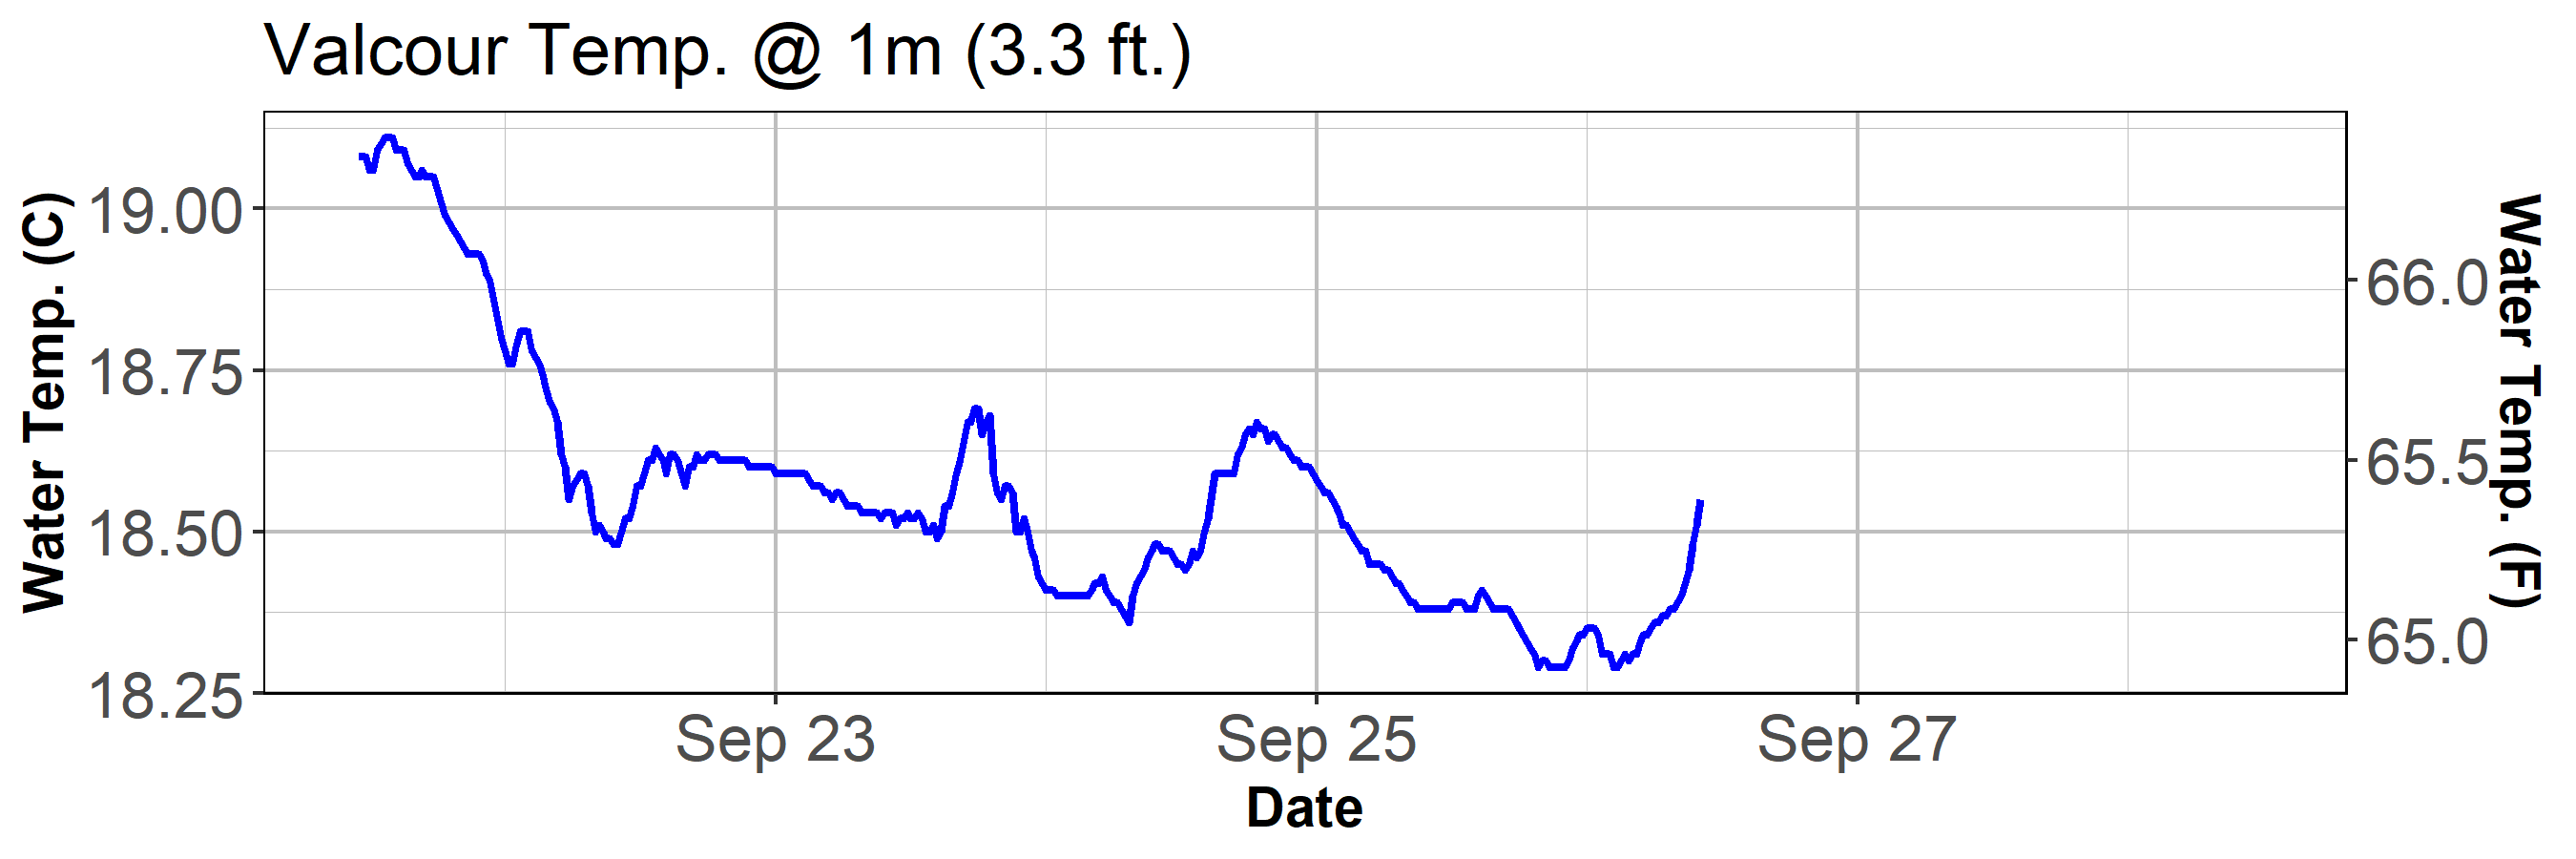 Valcour Temp. @ 1m (3.3 ft.)
Water Temp. (C)
19.00
18.75
18.50
18.25
66.0
65.5
65.0
Water Temp. (F)
Sep 23 Sep 25 Sep 27
Date